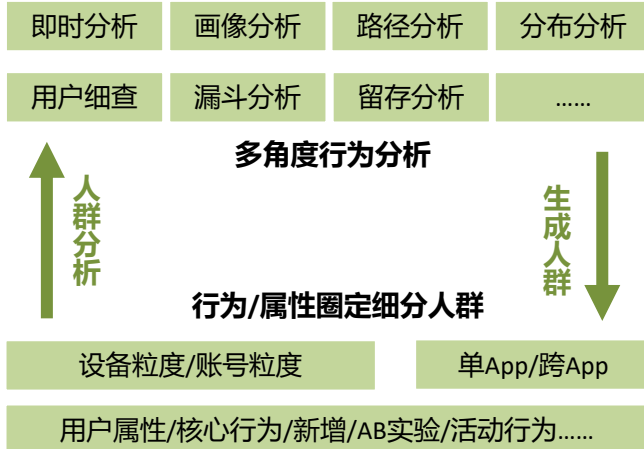 即时分析 画像分析 路径分析 分布分析
用户细查 漏斗分析 留存分析 ……
多角度行为分析
人群分析
生成人群
行为/属性圈定细分人群
设备粒度/账号粒度 单App/跨App
用户属性/核心行为/新增/AB实验/活动行为……